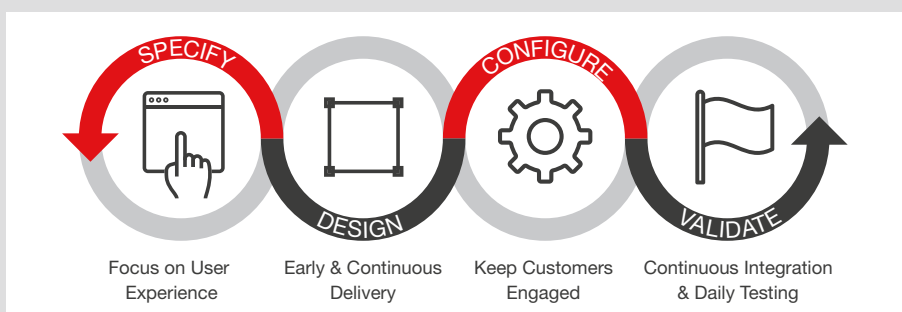 SPECIFY
CONFIGURE
DESIGN
VALIDATE
Focus on User
Experience
Early & Continuous
Delivery
Keep Customers
Engaged
Continuous Integration
& Daily Testing